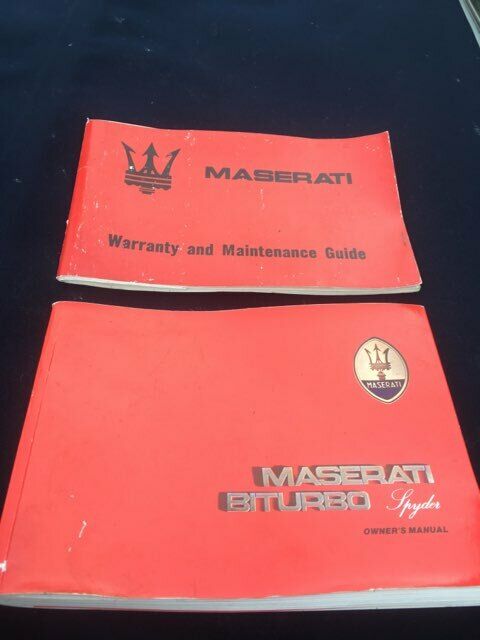 MASERATI
Warranty and Maintenance Guide
MASERATI
MASERATI
BITURBO Spyder
OWNER'S MANUAL